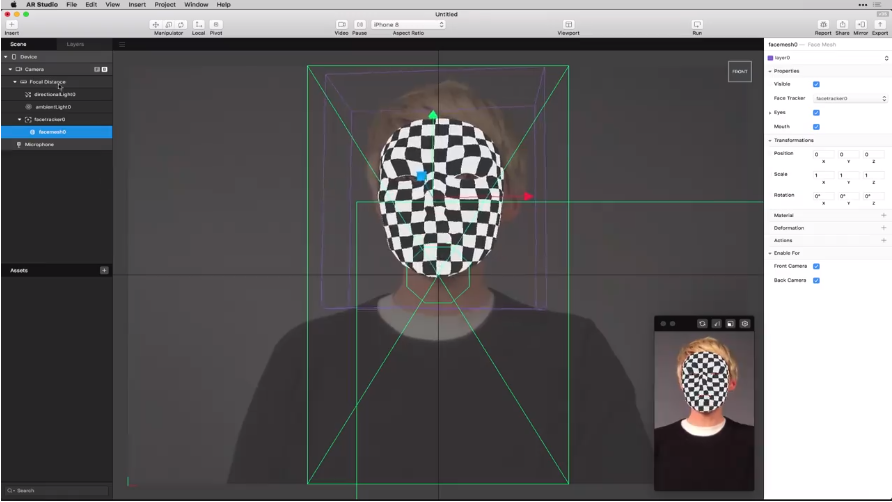 AR Studio File Edit View Insert Project Window Help
Untitled
Insert Manipulator Local Pivot Video Pause iPhone 8 Aspect Ratio Viewport Run Report Share Mirror Export
Scene Layers
Device
Camera
Focal Distance
directionalLight0
ambientLight0
facetracker0
facemesh0
Microphone
Assets
Search
FRONT
facemesh0 — Face Mesh
layer0
Properties
Visible
Face Tracker facetracker0
Eyes
Mouth
Transformations
Position 0 0 0
X Y Z
Scale 1 1 1
X Y Z
Rotation 0° 0° 0°
X Y Z
Material
Deformation
Actions
Enable For
Front Camera
Back Camera